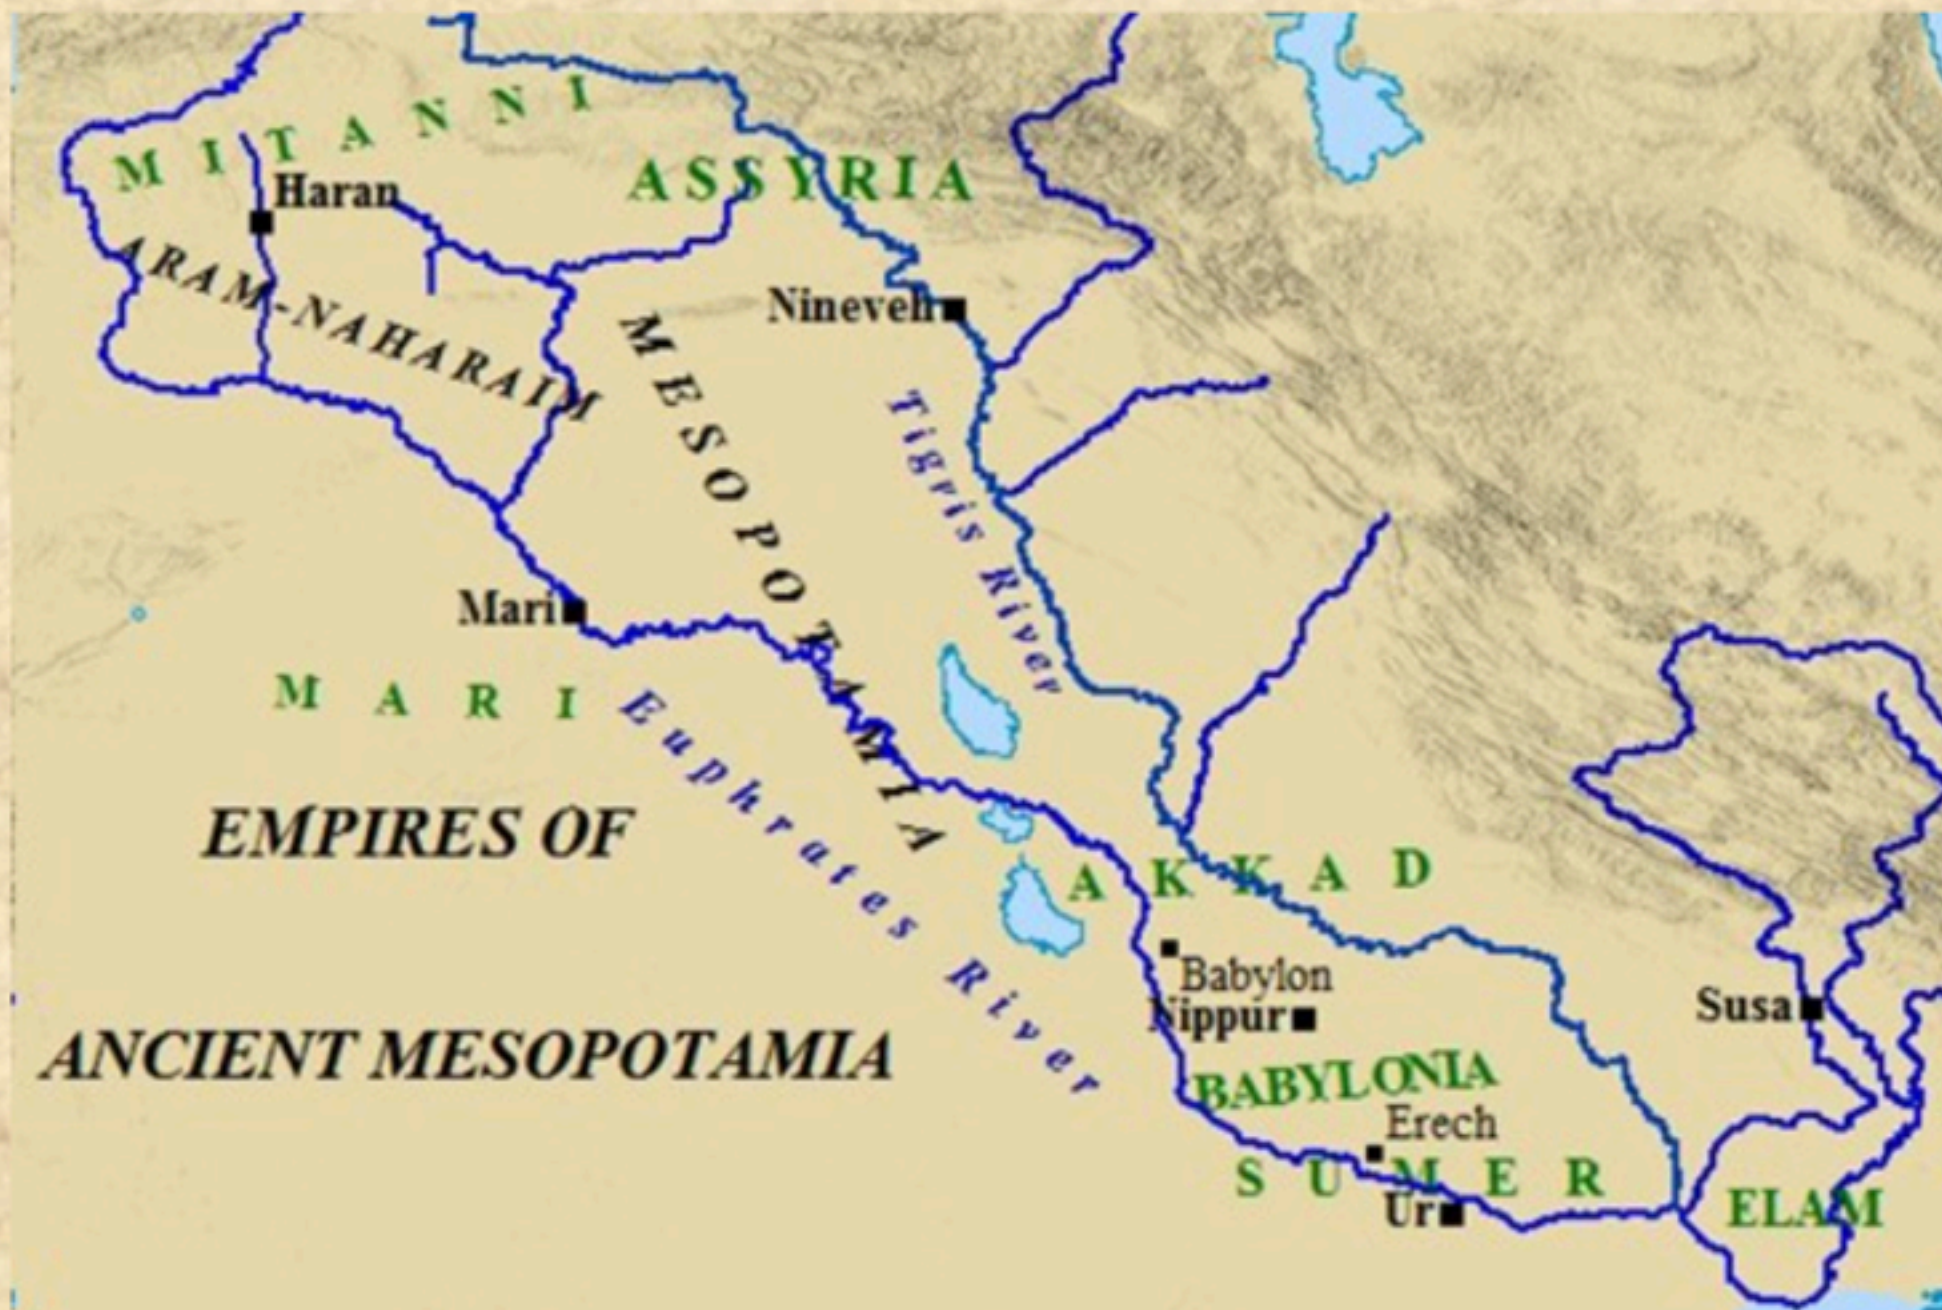 MITANNI
ASSYRIA
Haran
ARAM-NAHARAIM
Nineveh
MESOPOTAMIA
Tigris River
Mari
MARI
Euphrates River
EMPIRES OF
ANCIENT MESOPOTAMIA
AKKAD
Babylon
Nippur
Susa
BABYLONIA
Erech
SUMER
Ur
ELAM